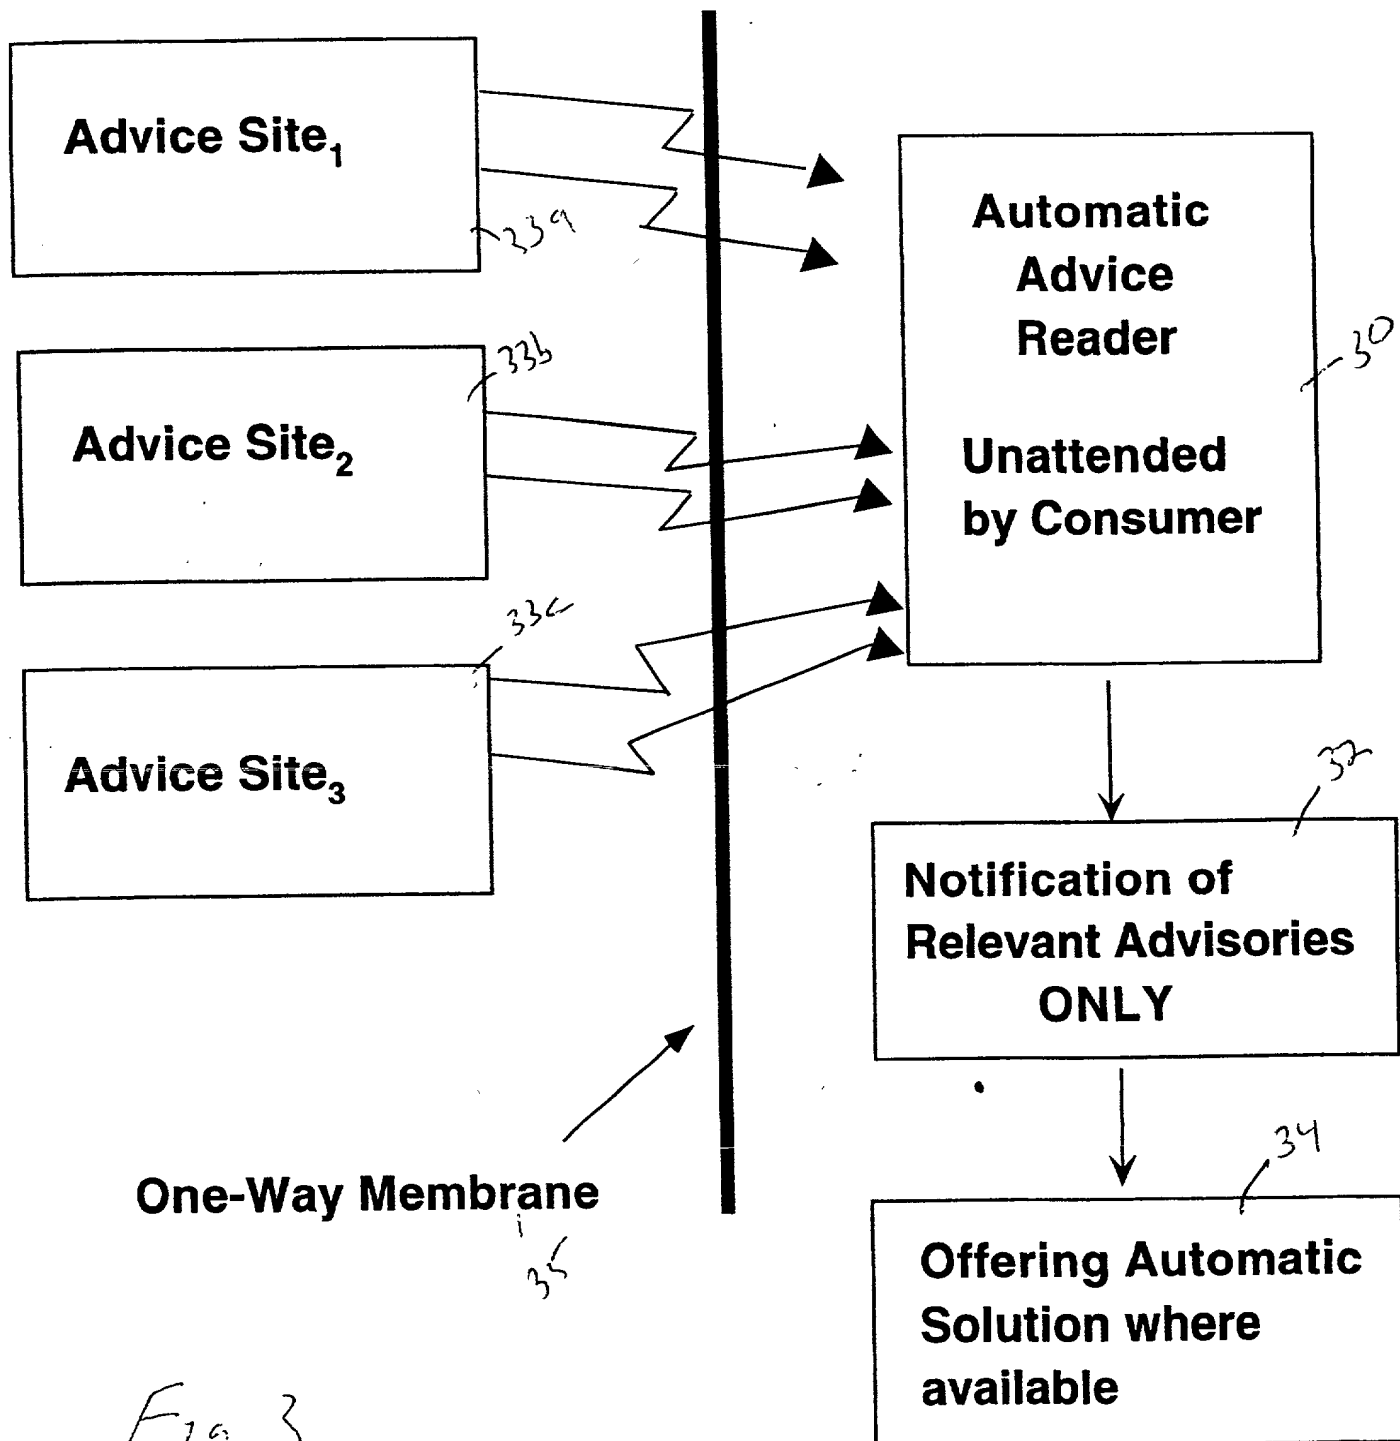 Advice Site₁
33a
Advice Site₂
33b
Advice Site₃
33c
Automatic
Advice
Reader
Unattended
by Consumer
30
Notification of
Relevant Advisories
ONLY
32
One-Way Membrane
35
Offering Automatic
Solution where
available
34
Fig. 3